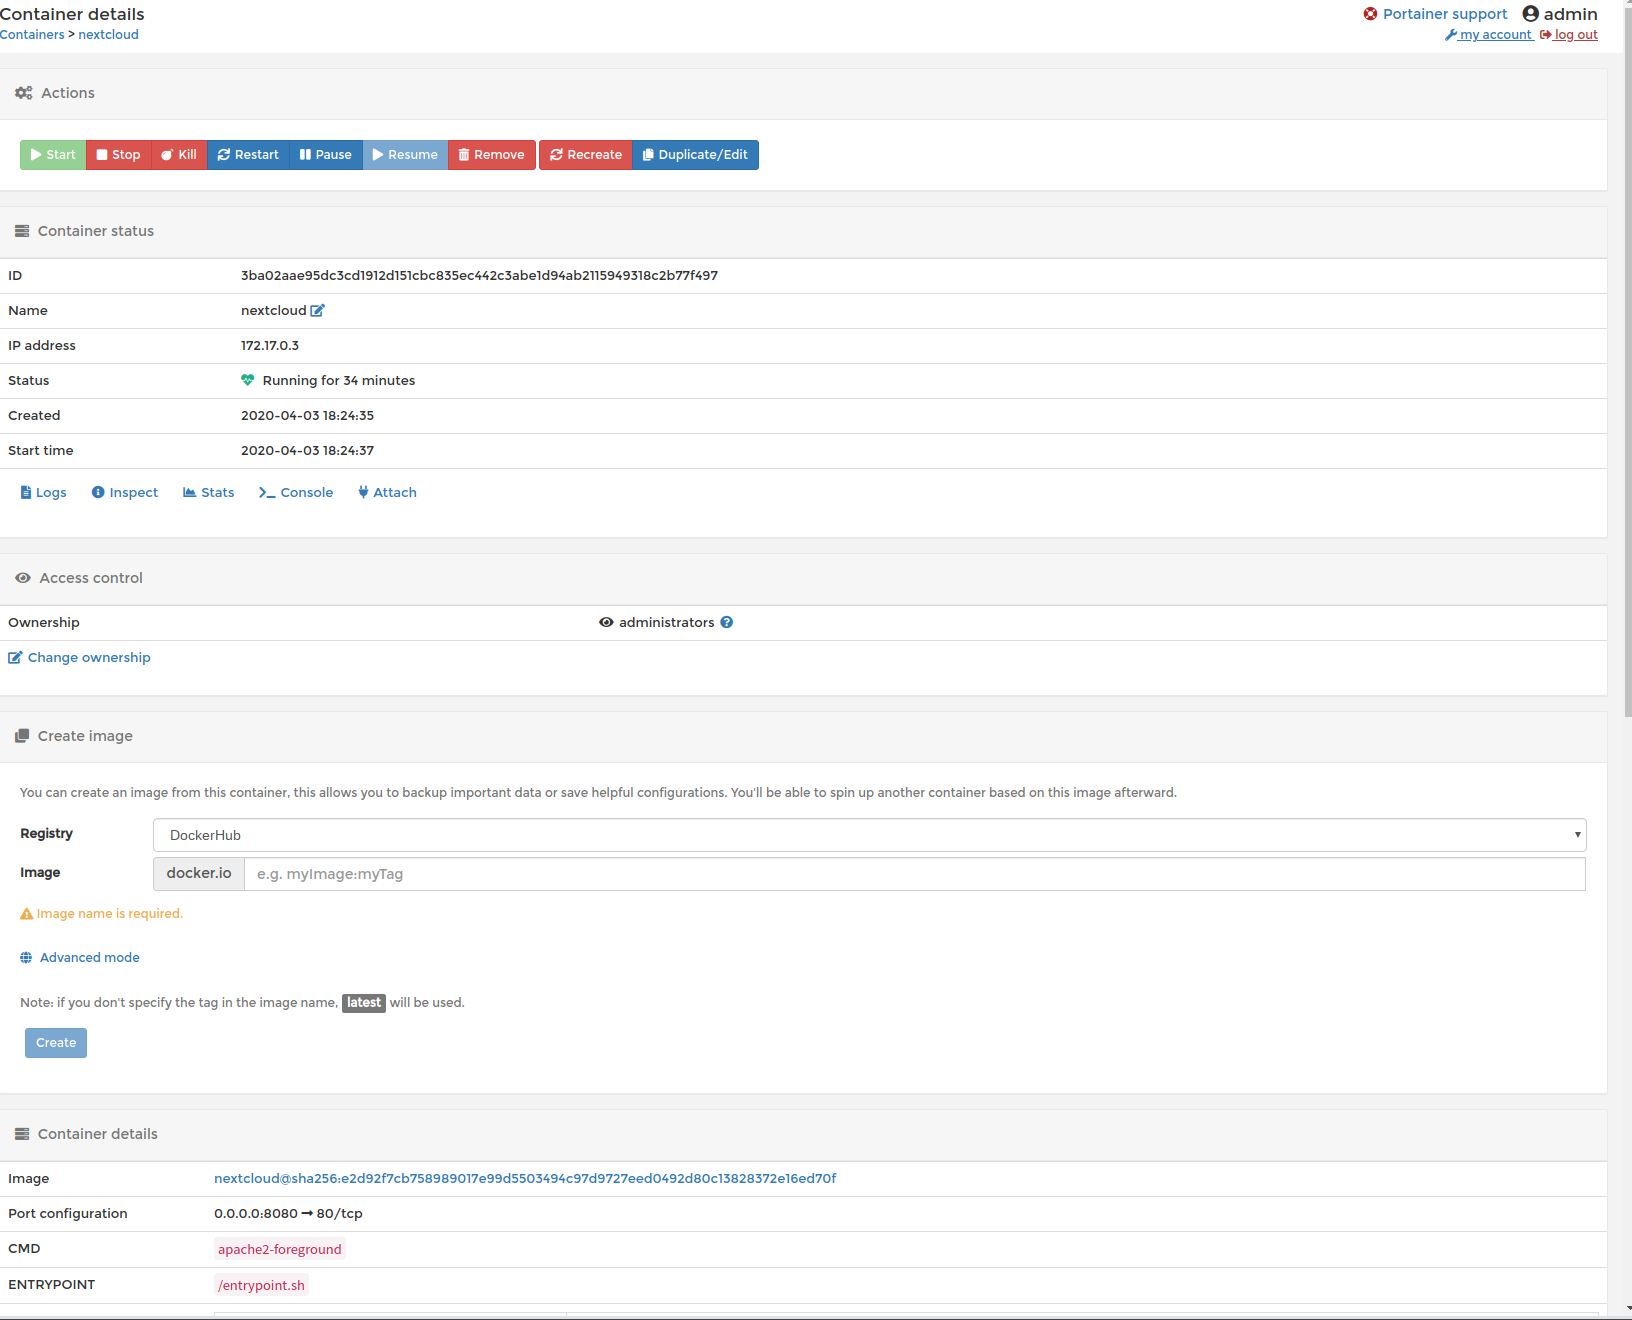 Container details
Portainer support admin
Containers > nextcloud
my account log out
Actions
Start Stop Kill Restart Pause Resume Remove Recreate Duplicate/Edit
Container status
ID 3ba02aae95dc3cd1912d151cbc835ec442c3abe1d94ab2115949318c2b77f497
Name nextcloud
IP address 172.17.0.3
Status Running for 34 minutes
Created 2020-04-03 18:24:35
Start time 2020-04-03 18:24:37
Logs Inspect Stats Console Attach
Access control
Ownership administrators
Change ownership
Create image
You can create an image from this container, this allows you to backup important data or save helpful configurations. You'll be able to spin up another container based on this image afterward.
Registry DockerHub
Image docker.io e.g. myImage:myTag
Image name is required.
Advanced mode
Note: if you don't specify the tag in the image name, latest will be used.
Create
Container details
Image nextcloud@sha256:e2d92f7cb758989017e99d5503494c97d9727eed0492d80c13828372e16ed70f
Port configuration 0.0.0.0:8080 → 80/tcp
CMD apache2-foreground
ENTRYPOINT /entrypoint.sh